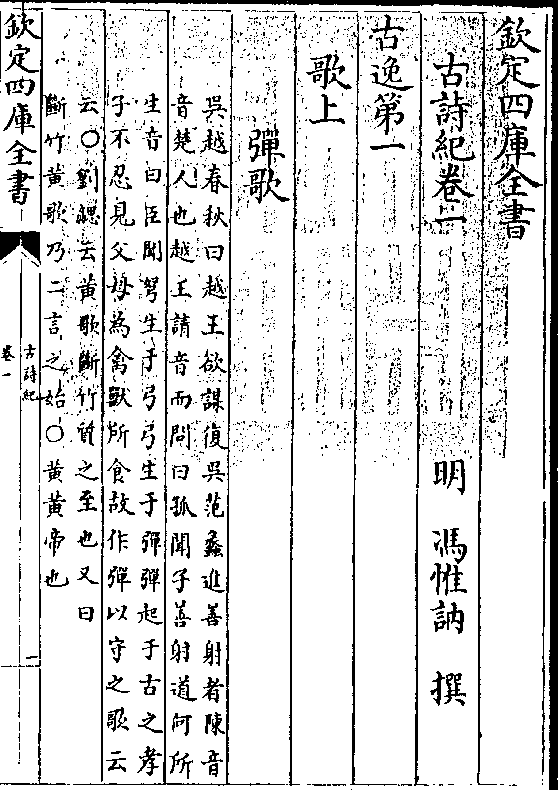 欽定四庫全書
古詩紀卷一
明 馮惟訥 撰
古逸第一
歌上
彈歌
吳越春秋曰越王欲謀復吳范蠡進善射者陳音
音楚人也越王請音而問曰孤聞子善射道何所
生音曰臣聞弩生于弓弓生于彈彈起于古之孝
子不忍見父母為禽獸所食故作彈以守之歌云
云○劉勰云黄歌斷竹質之至也又曰
斷竹黄歌乃二言之始○黄黄帝也
欽定四庫全書
古詩紀
卷一
一